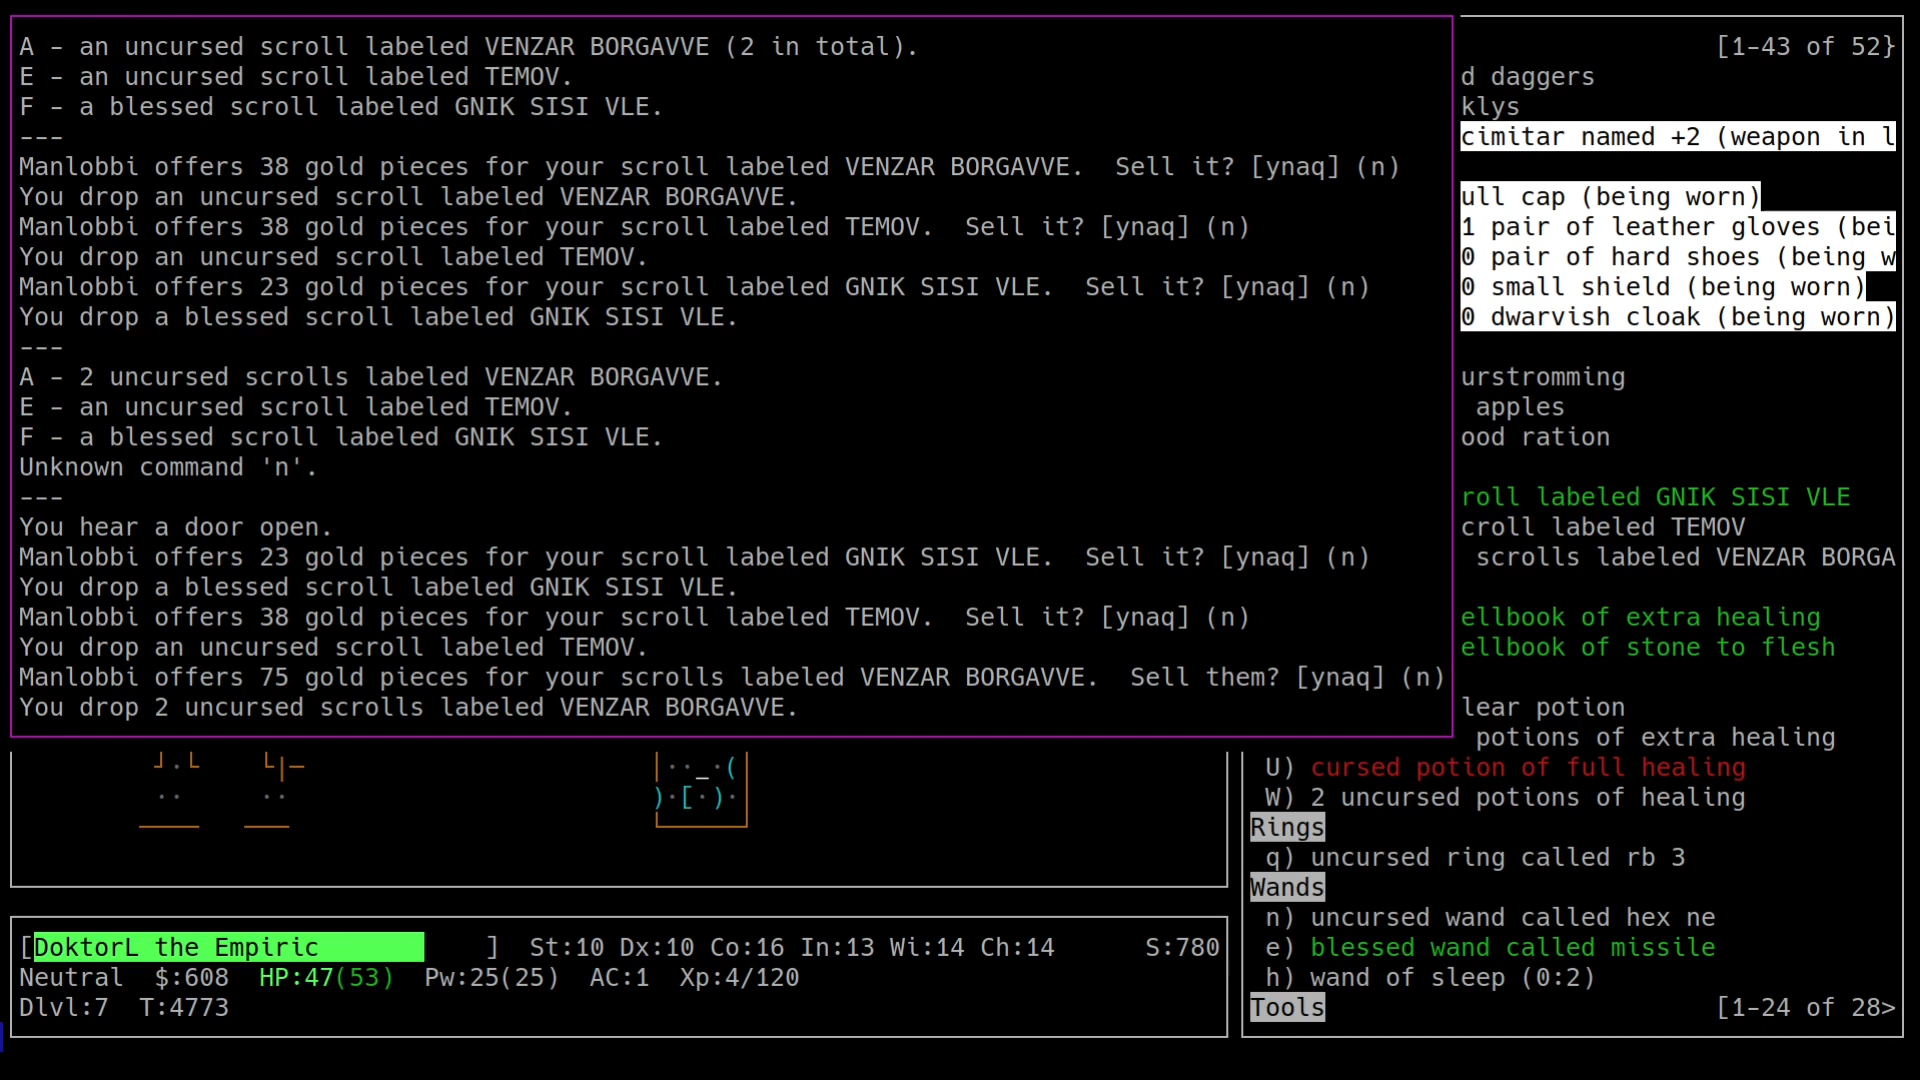 A - an uncursed scroll labeled VENZAR BORGAVVE (2 in total).
E - an uncursed scroll labeled TEMOV.
F - a blessed scroll labeled GNIK SISI VLE.
---
Manlobbi offers 38 gold pieces for your scroll labeled VENZAR BORGAVVE.  Sell it? [ynaq] (n)
You drop an uncursed scroll labeled VENZAR BORGAVVE.
Manlobbi offers 38 gold pieces for your scroll labeled TEMOV.  Sell it? [ynaq] (n)
You drop an uncursed scroll labeled TEMOV.
Manlobbi offers 23 gold pieces for your scroll labeled GNIK SISI VLE.  Sell it? [ynaq] (n)
You drop a blessed scroll labeled GNIK SISI VLE.
---
A - 2 uncursed scrolls labeled VENZAR BORGAVVE.
E - an uncursed scroll labeled TEMOV.
F - a blessed scroll labeled GNIK SISI VLE.
Unknown command 'n'.
---
You hear a door open.
Manlobbi offers 23 gold pieces for your scroll labeled GNIK SISI VLE.  Sell it? [ynaq] (n)
You drop a blessed scroll labeled GNIK SISI VLE.
Manlobbi offers 38 gold pieces for your scroll labeled TEMOV.  Sell it? [ynaq] (n)
You drop an uncursed scroll labeled TEMOV.
Manlobbi offers 75 gold pieces for your scrolls labeled VENZAR BORGAVVE.  Sell them? [ynaq] (n)
You drop 2 uncursed scrolls labeled VENZAR BORGAVVE.
[1-43 of 52}
d daggers
klys
cimitar named +2 (weapon in l
ull cap (being worn)
1 pair of leather gloves (bei
0 pair of hard shoes (being w
0 small shield (being worn)
0 dwarvish cloak (being worn)
urstromming
apples
ood ration
roll labeled GNIK SISI VLE
croll labeled TEMOV
scrolls labeled VENZAR BORGA
ellbook of extra healing
ellbook of stone to flesh
lear potion
potions of extra healing
U) cursed potion of full healing
W) 2 uncursed potions of healing
Rings
q) uncursed ring called rb 3
Wands
n) uncursed wand called hex ne
e) blessed wand called missile
h) wand of sleep (0:2)
Tools [1-24 of 28>
[DoktorL the Empiric ] St:10 Dx:10 Co:16 In:13 Wi:14 Ch:14 S:780
Neutral $:608 HP:47(53) Pw:25(25) AC:1 Xp:4/120
Dlvl:7 T:4773